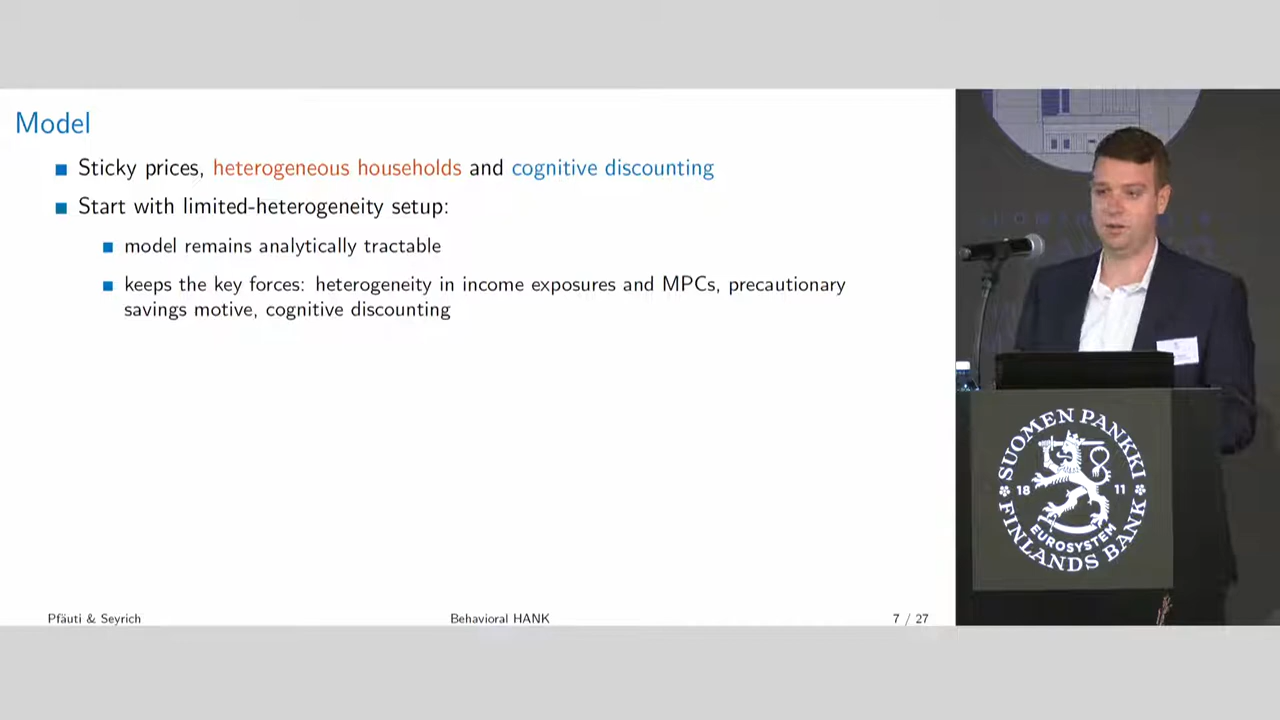 Model
Sticky prices, heterogeneous households and cognitive discounting
Start with limited-heterogeneity setup:
model remains analytically tractable
keeps the key forces: heterogeneity in income exposures and MPCs, precautionary
savings motive, cognitive discounting
Pfäuti & Seyrich
Behavioral HANK
7 / 27
SUOMEN PANKKI
18 11
EUROSYSTEM
FINLANDS BANK